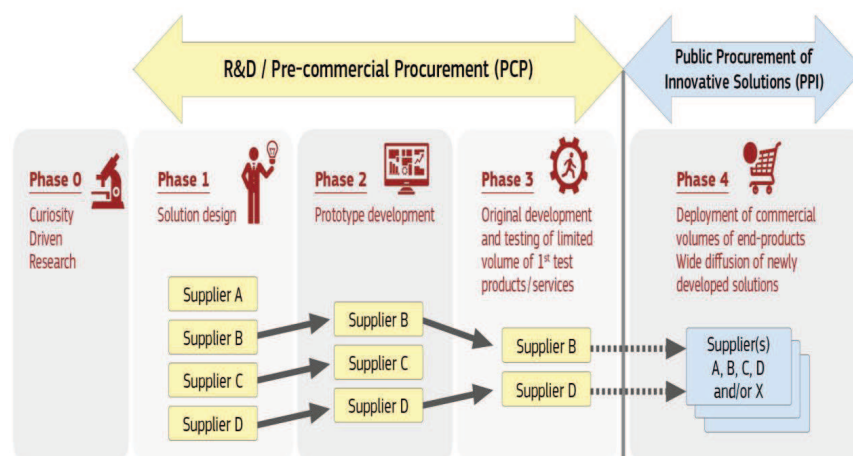 R&D / Pre-commercial Procurement (PCP)
Public Procurement of
Innovative Solutions (PPI)
Phase 0
Curiosity
Driven
Research
Phase 1
Solution design
Phase 2
Prototype development
Phase 3
Original development
and testing of limited
volume of 1st test
products/services
Phase 4
Deployment of commercial
volumes of end-products
Wide diffusion of newly
developed solutions
Supplier A
Supplier B
Supplier C
Supplier D
Supplier B
Supplier C
Supplier D
Supplier B
Supplier D
Supplier(s)
A, B, C, D
and/or X